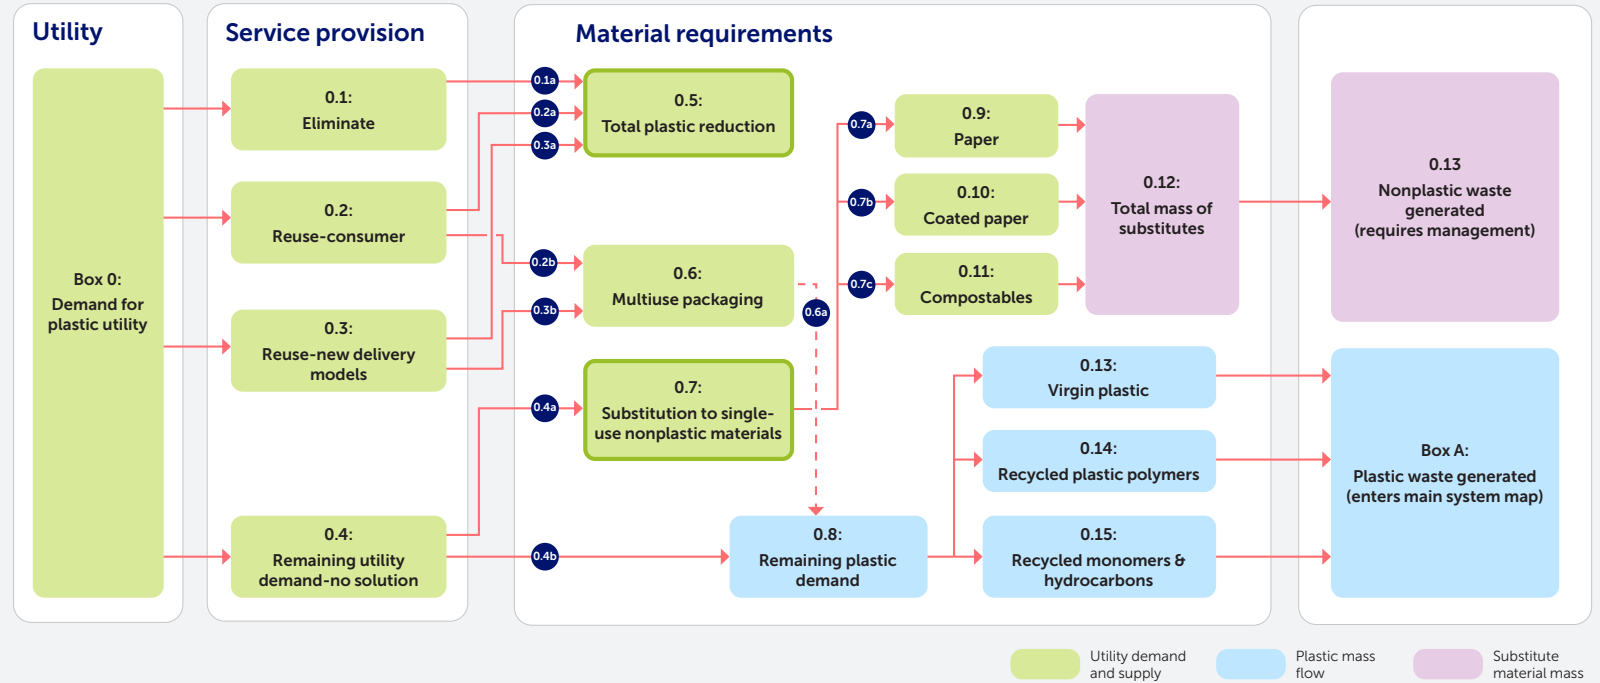 Utility
Box 0:
Demand for
plastic utility
Service provision
0.1:
Eliminate
0.2:
Reuse-consumer
0.3:
Reuse-new delivery
models
0.4:
Remaining utility
demand-no solution
Material requirements
0.1a
0.2a
0.3a
0.2b
0.3b
0.4a
0.4b
0.5:
Total plastic reduction
0.6:
Multiuse packaging
0.6a
0.7:
Substitution to single-
use nonplastic materials
0.8:
Remaining plastic
demand
0.7a
0.7b
0.7c
0.9:
Paper
0.10:
Coated paper
0.11:
Compostables
0.12:
Total mass of
substitutes
0.13:
Virgin plastic
0.14:
Recycled plastic polymers
0.15:
Recycled monomers &
hydrocarbons
0.13
Nonplastic waste
generated
(requires management)
Box A:
Plastic waste generated
(enters main system map)
Utility demand
and supply
Plastic mass
flow
Substitute
material mass